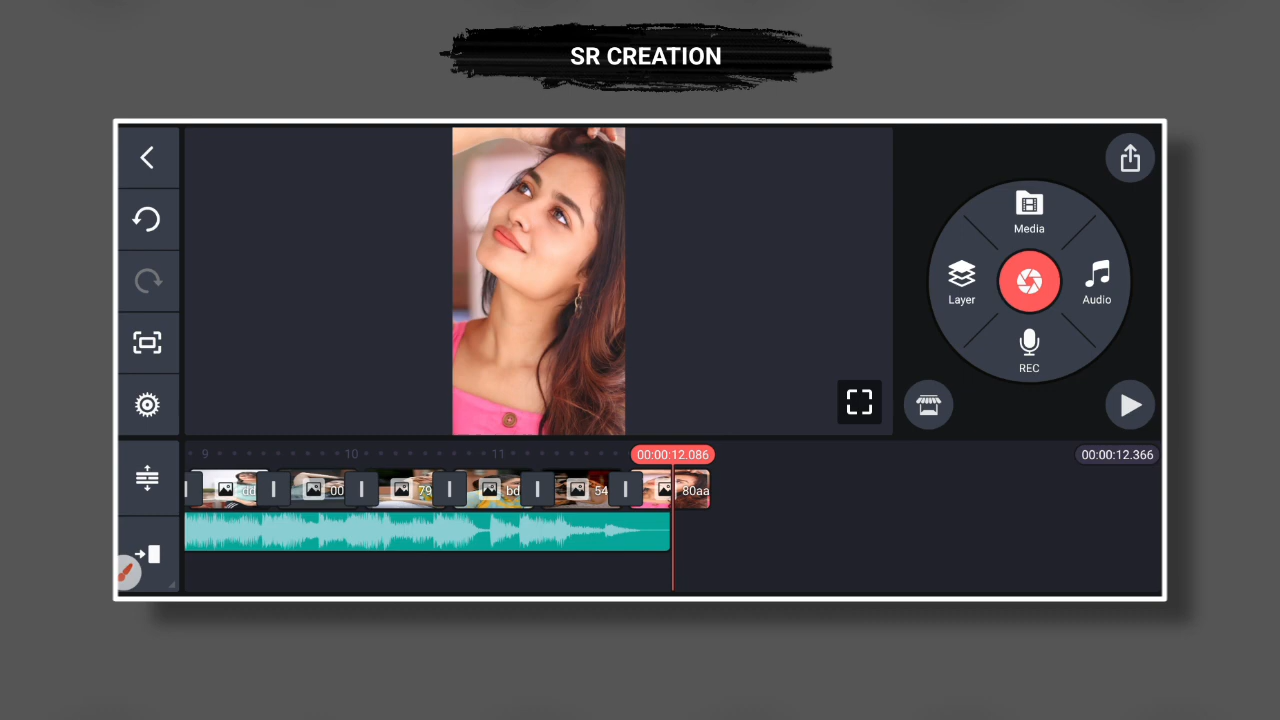 SR CREATION
Media
Layer
Audio
REC
9
10
11
00:00:12.086
00:00:12.366
dd
00
79
bd
54
80aa